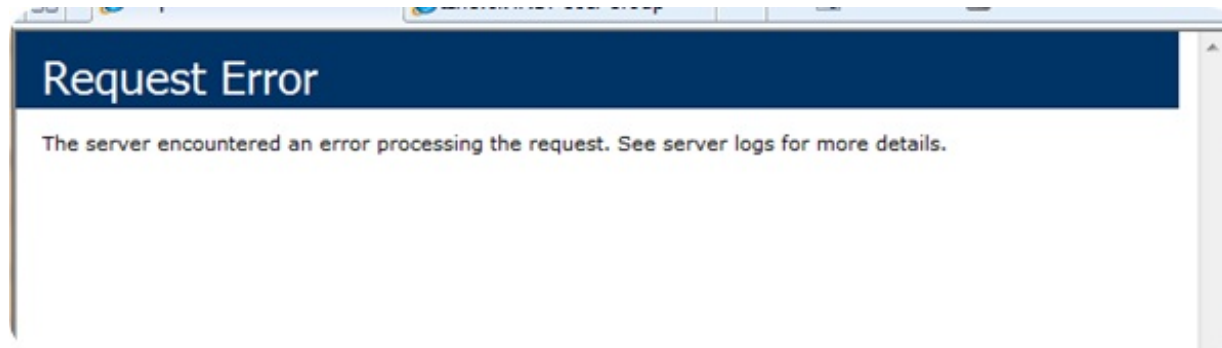 Request Error
The server encountered an error processing the request. See server logs for more details.